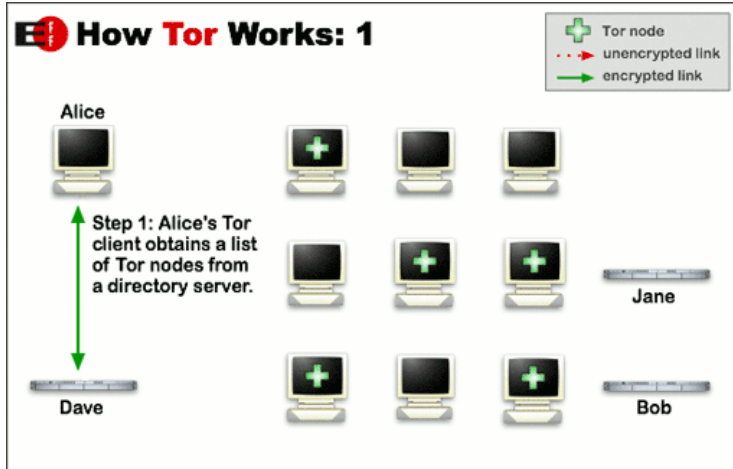 EFF How Tor Works: 1
Tor node
unencrypted link
encrypted link
Alice
Step 1: Alice's Tor
client obtains a list
of Tor nodes from
a directory server.
Jane
Dave
Bob